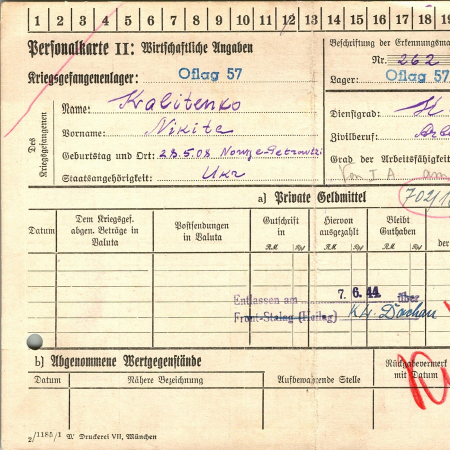 1 2 3 4 5 6 7 8 9 10 11 12 13 14 15 16 17 18 19
Personalkarte II: Wirtschaftliche Angaben
Beschriftung der Erkennungsma
Nr. 262
Kriegsgefangenenlager: Oflag 57
Lager: Oflag 57
Des Kriegsgefangenen
Name: Kralitenko
Vorname: Nikita
Geburtstag und Ort: 28.5.08
Staatsangehörigkeit: Ukr
Dienstgrad:
Zivilberuf:
Grad der Arbeitsfähigkeit
a) Private Geldmittel
Datum
Dem Kriegsgef. abgen. Beträge in Valuta
Postsendungen in Valuta
Gutschrift in
Hiervon ausgezahlt
Bleibt Guthaben
der
RM Rpf RM Rpf RM Rpf
Entlassen am 7. 6. 44 über
Front-Stalag (Heilag) K.L. Dachau
b) Abgenommene Wertgegenstände
Datum
Nähere Bezeichnung
Aufbewahrende Stelle
Rückgabevermerk mit Datum
2/1185/1 D. Druckerei VII, München